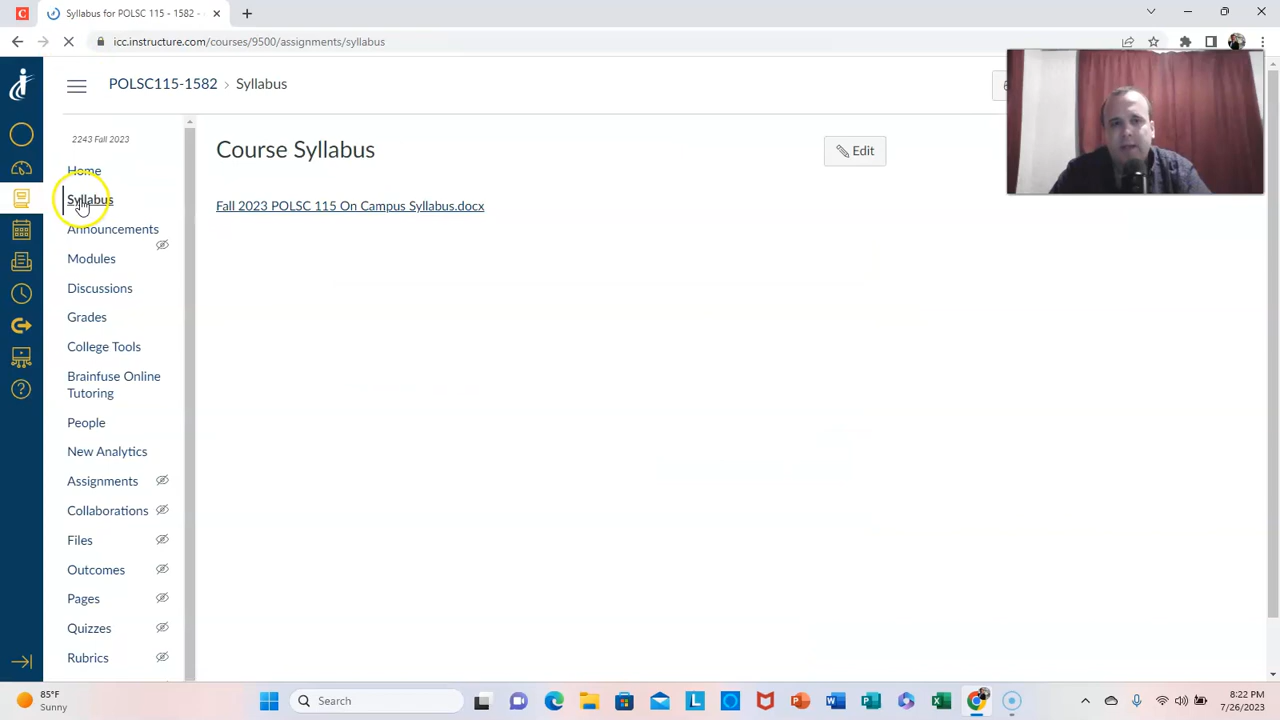 Syllabus for POLSC 115 - 1582 -
icc.instructure.com/courses/9500/assignments/syllabus
POLSC115-1582 › Syllabus
2243 Fall 2023
Home
Syllabus
Announcements
Modules
Discussions
Grades
College Tools
Brainfuse Online
Tutoring
People
New Analytics
Assignments
Collaborations
Files
Outcomes
Pages
Quizzes
Rubrics
Course Syllabus
Edit
Fall 2023 POLSC 115 On Campus Syllabus.docx
85°F
Sunny
Search
8:22 PM
7/26/2023